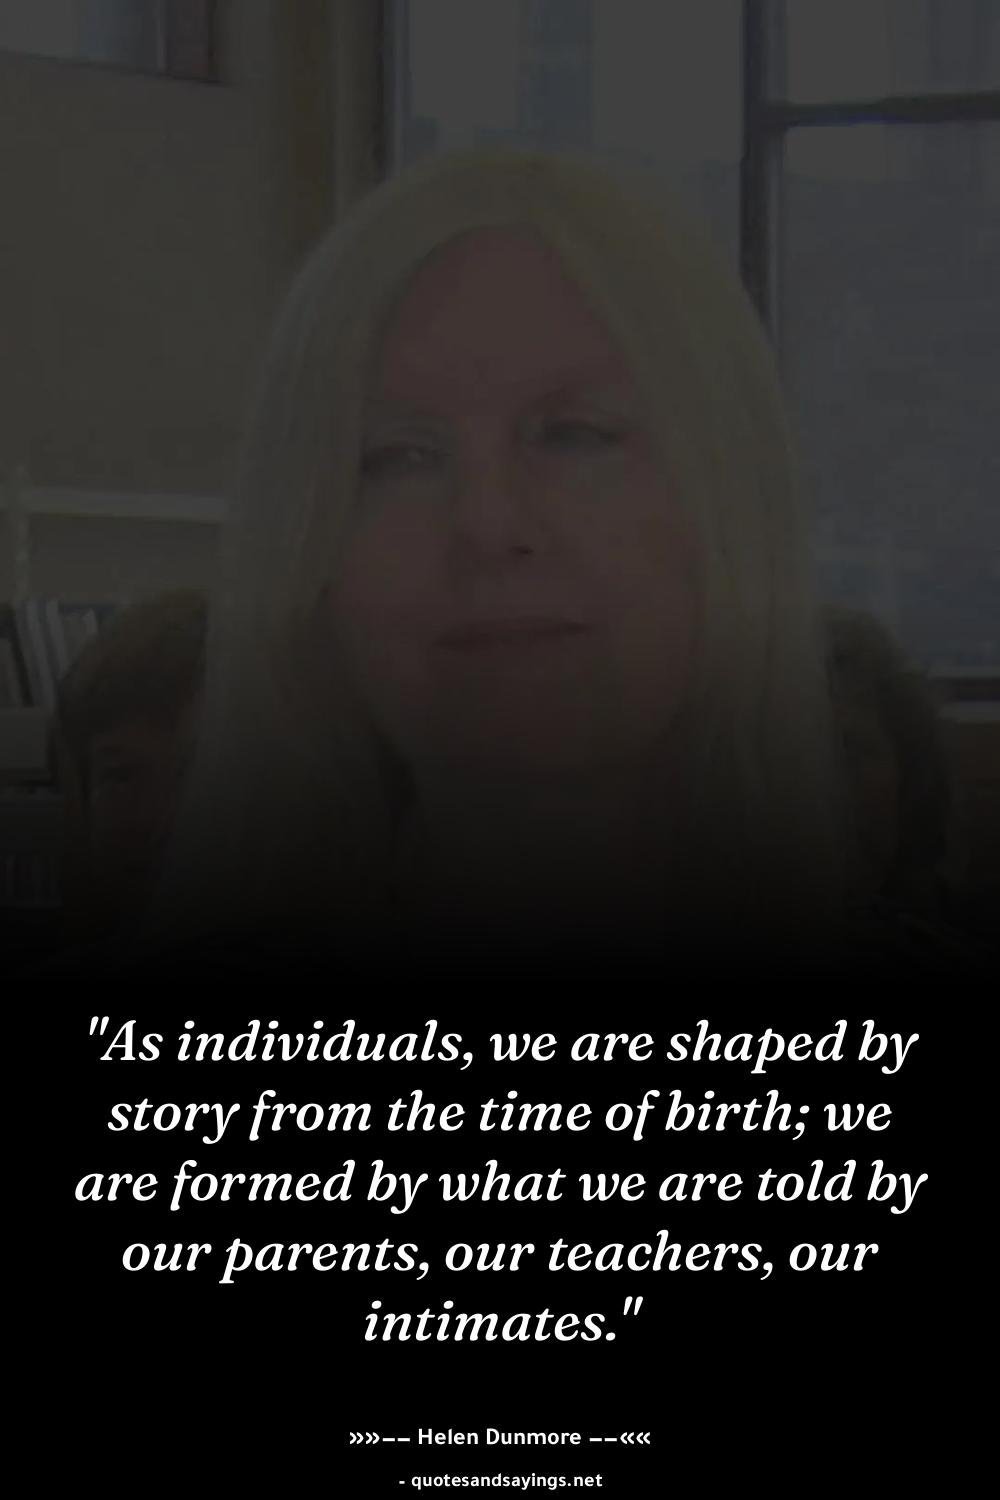 "As individuals, we are shaped by
story from the time of birth; we
are formed by what we are told by
our parents, our teachers, our
intimates."
»»–– Helen Dunmore ––««
- quotesandsayings.net